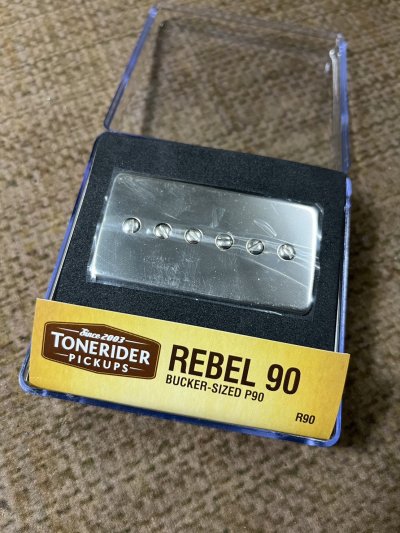 Since 2003
TONERIDER
PICKUPS
REBEL 90
BUCKER-SIZED P90
R90